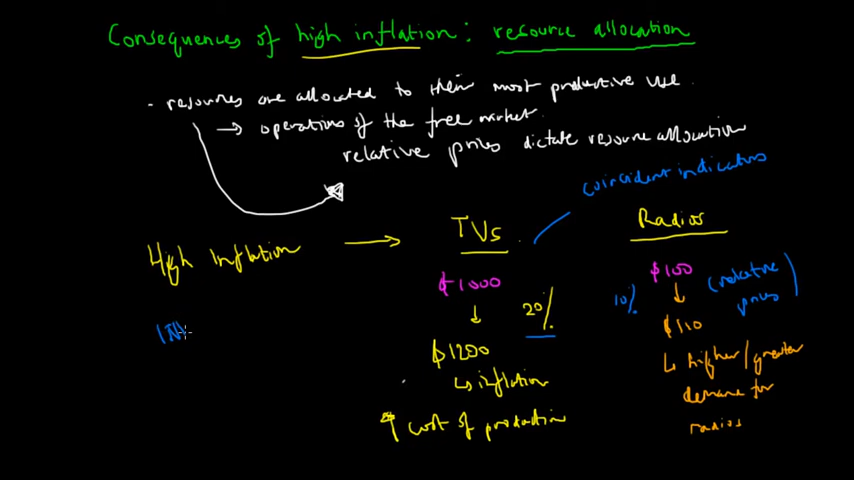 Consequences of high inflation: resource allocation
- resources are allocated to their most productive use
→ operations of the free market.
relative prices dictate resource allocation
coincident indicators
High Inflation → TVs Radios
$1000 $100 (relative prices)
↓ 20% 10% ↓
$1200 $110
↳ inflation ↳ higher/greater
↑ cost of production demand for
radios
INA